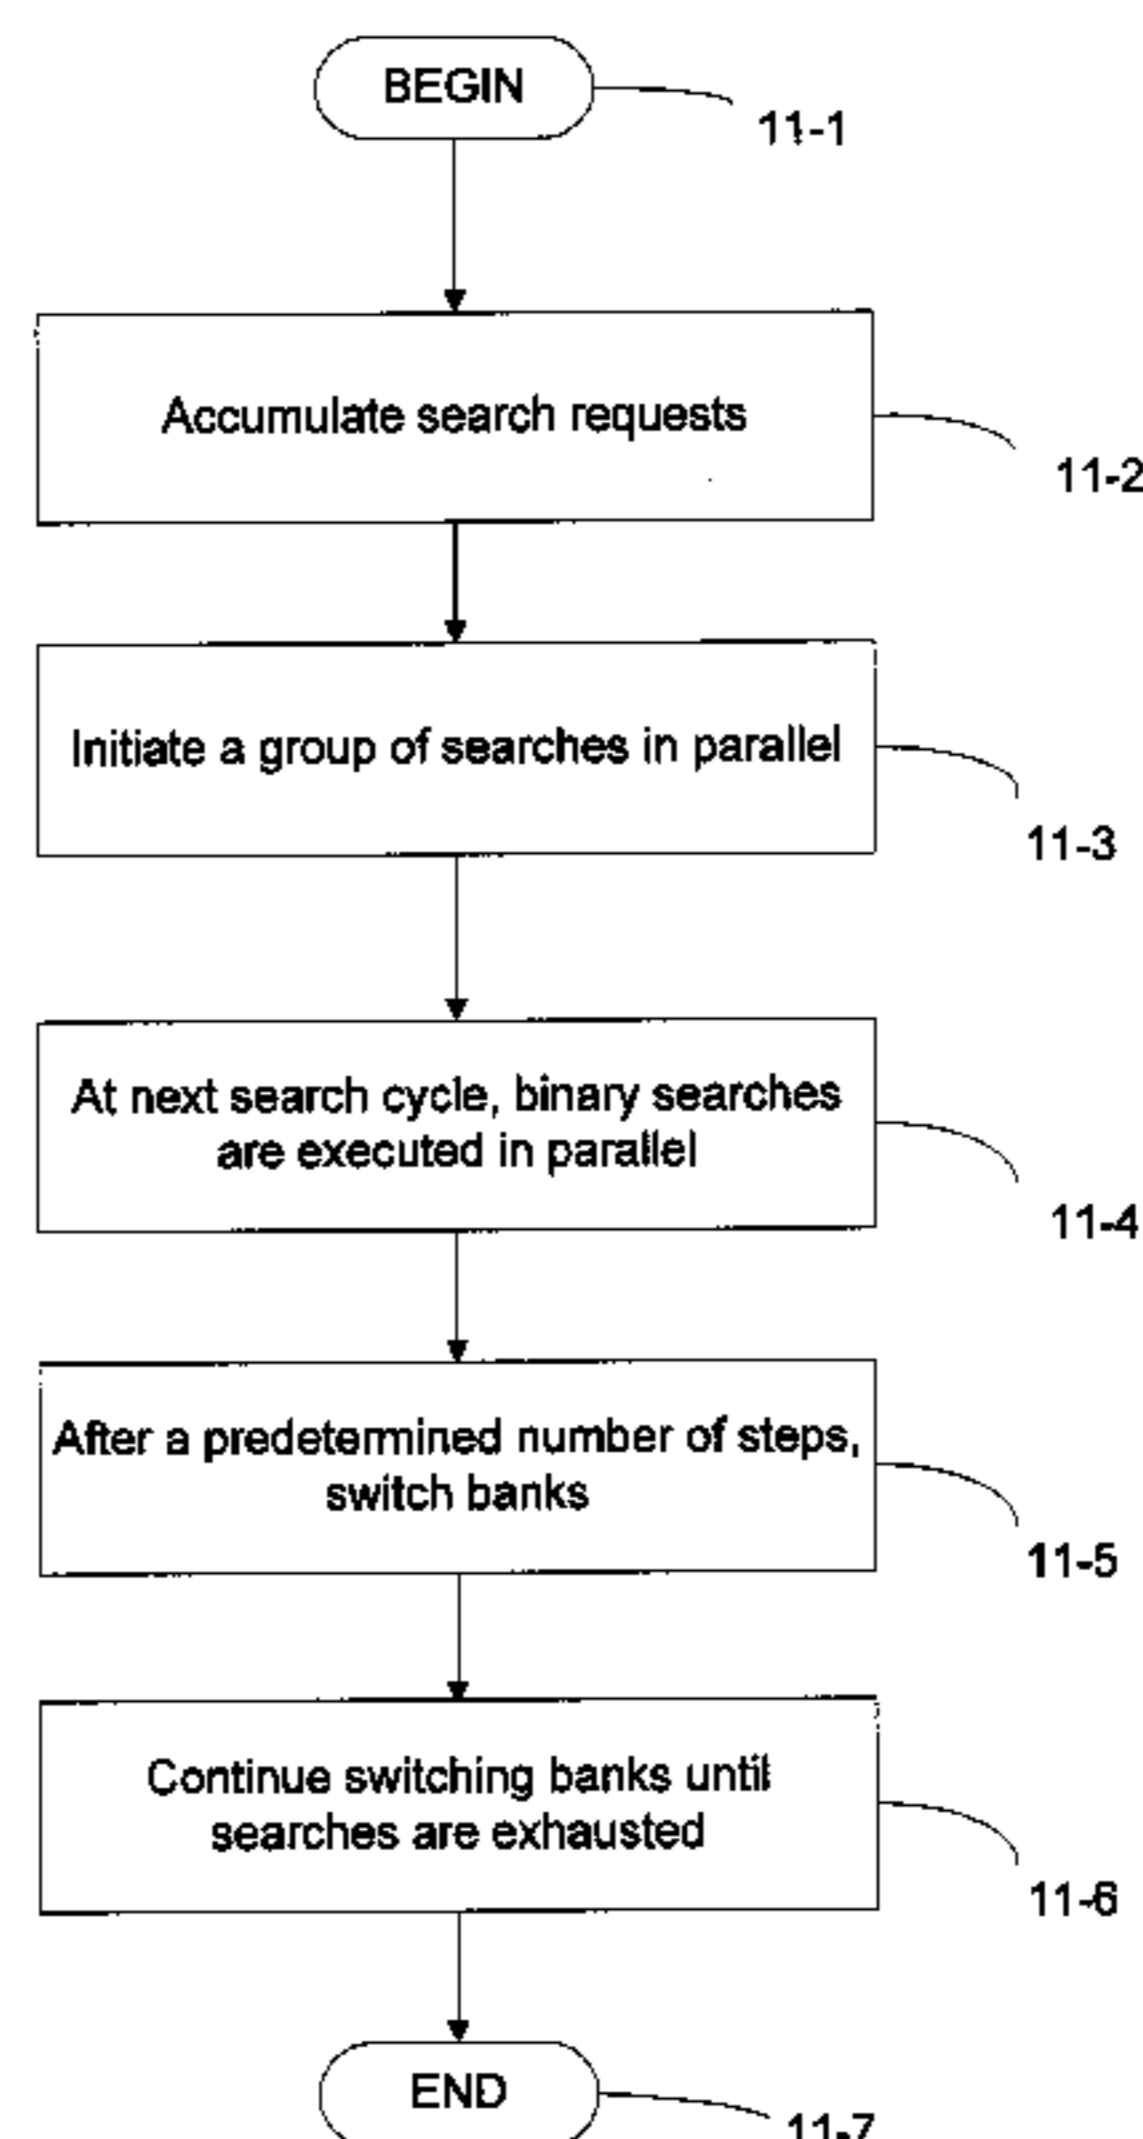 BEGIN
11-1
Accumulate search requests
11-2
Initiate a group of searches in parallel
11-3
At next search cycle, binary searches
are executed in parallel
11-4
After a predetermined number of steps,
switch banks
11-5
Continue switching banks until
searches are exhausted
11-6
END
11-7